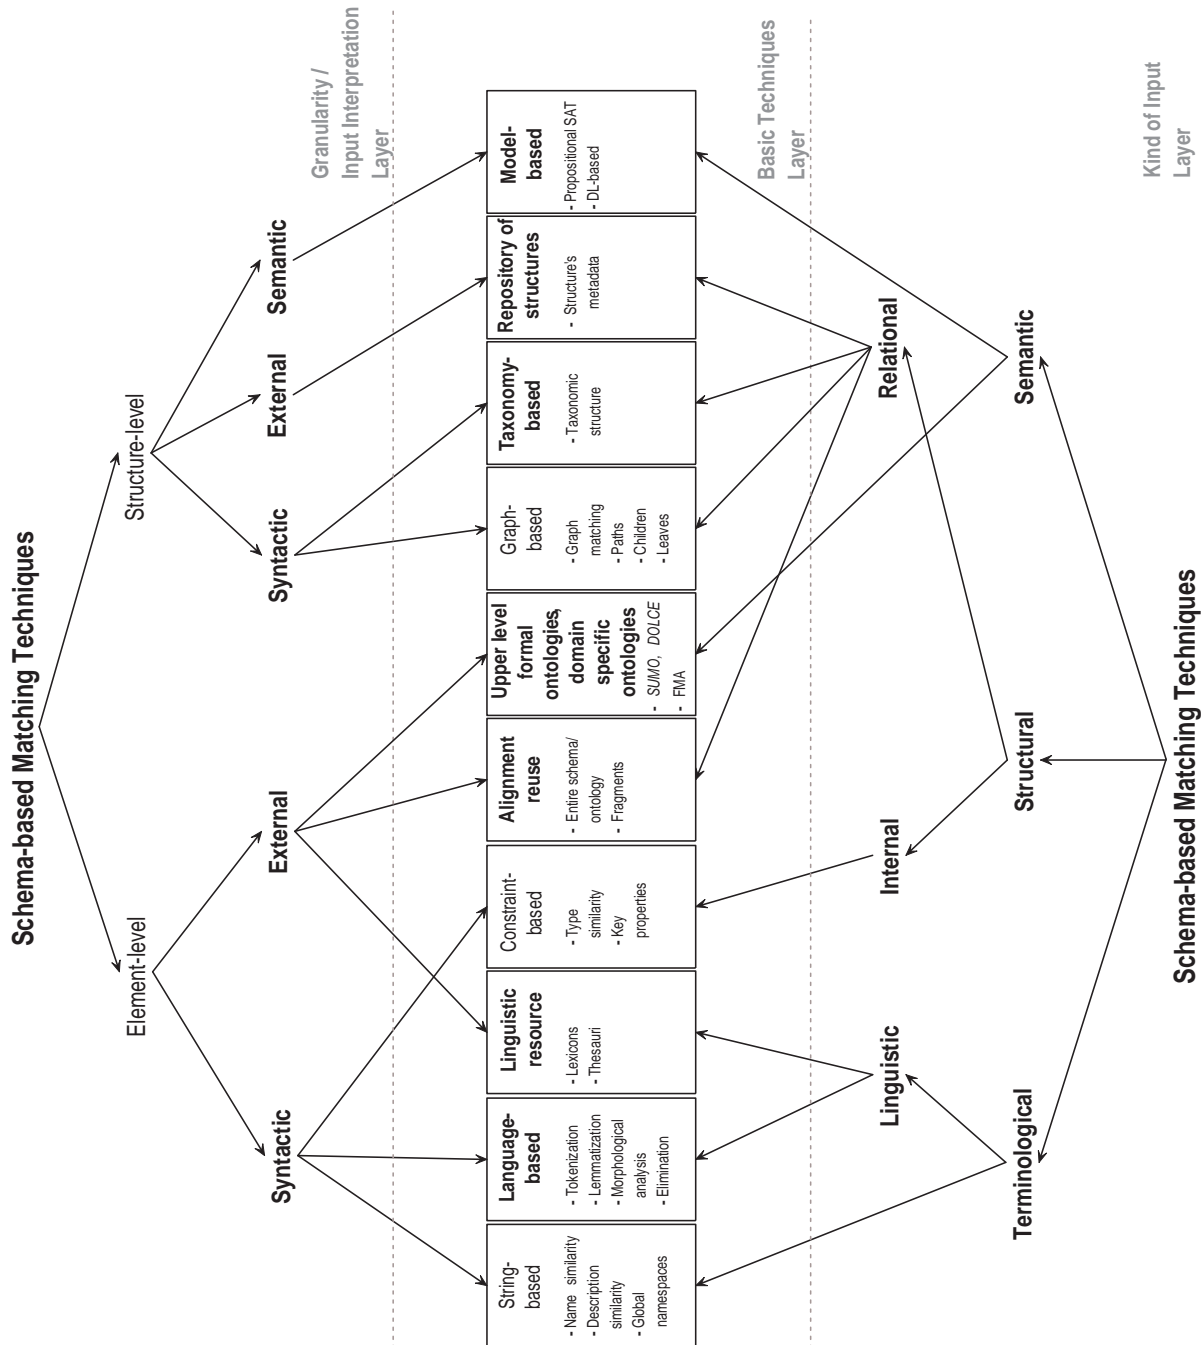 Schema-based Matching Techniques
Element-level
Structure-level
Granularity /
Input Interpretation
Layer
Syntactic
External
Syntactic
External
Semantic
String-
based
- Name similarity
- Description
similarity
- Global
namespaces
Language-
based
- Tokenization
- Lemmatization
- Morphological
analysis
- Elimination
Linguistic
resource
- Lexicons
- Thesauri
Constraint-
based
- Type
similarity
- Key
properties
Alignment
reuse
- Entire schema/
ontology
- Fragments
Upper level
formal
ontologies,
domain
specific
ontologies
- SUMO, DOLCE
- FMA
Graph-
based
- Graph
matching
- Paths
- Children
- Leaves
Taxonomy-
based
- Taxonomic
structure
Repository of
structures
- Structure's
metadata
Model-
based
- Propositional SAT
- DL-based
Basic Techniques
Layer
Linguistic
Internal
Relational
Terminological
Structural
Semantic
Kind of Input
Layer
Schema-based Matching Techniques